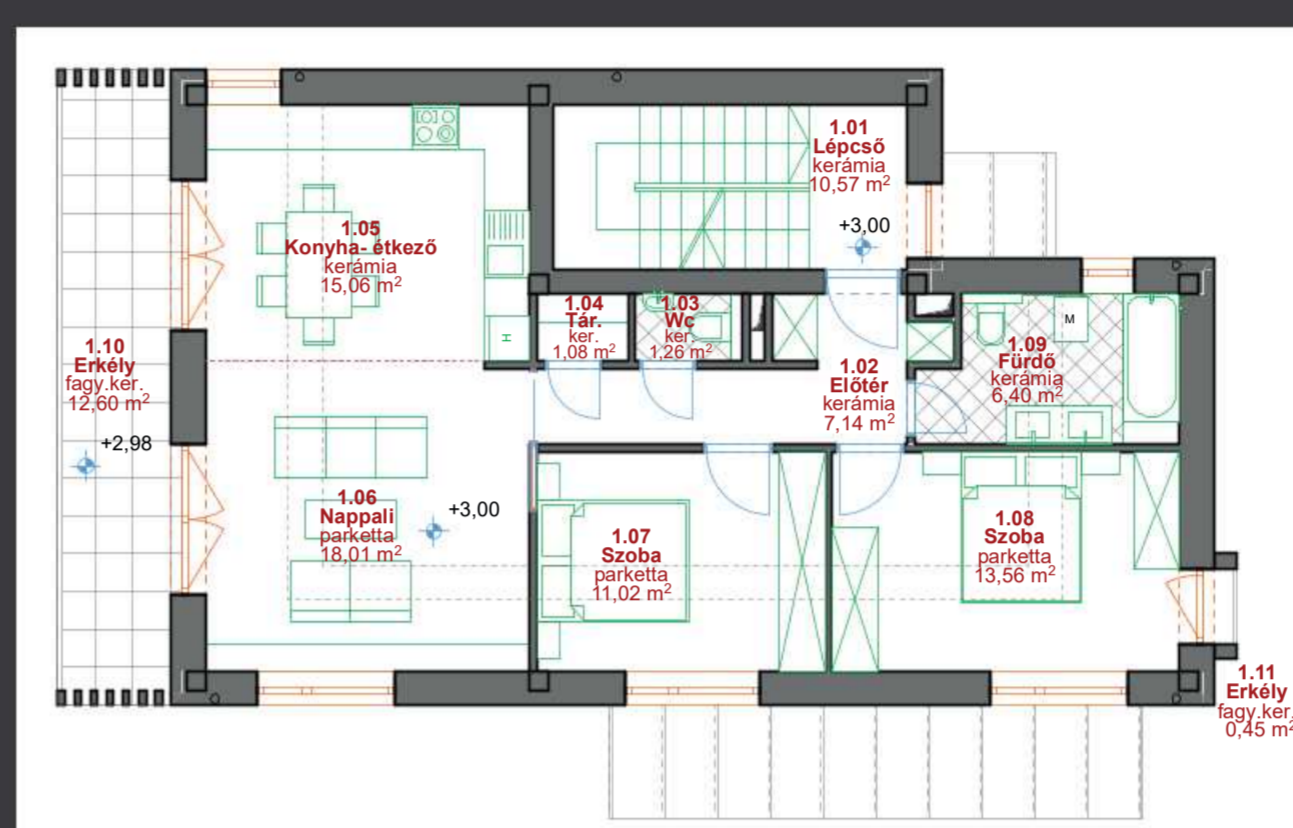 1.01
Lépcső
kerámia
10,57 m²
+3,00
1.05
Konyha- étkező
kerámia
15,06 m²
1.04
Tár.
ker.
1,08 m²
1.03
Wc
ker.
1,26 m²
M
H
1.09
Fürdő
kerámia
6,40 m²
1.10
Erkély
fagy.ker.
12,60 m²
+2,98
1.02
Előtér
kerámia
7,14 m²
1.06
Nappali
parketta
18,01 m²
+3,00
1.07
Szoba
parketta
11,02 m²
1.08
Szoba
parketta
13,56 m²
1.11
Erkély
fagy.ker.
0,45 m²